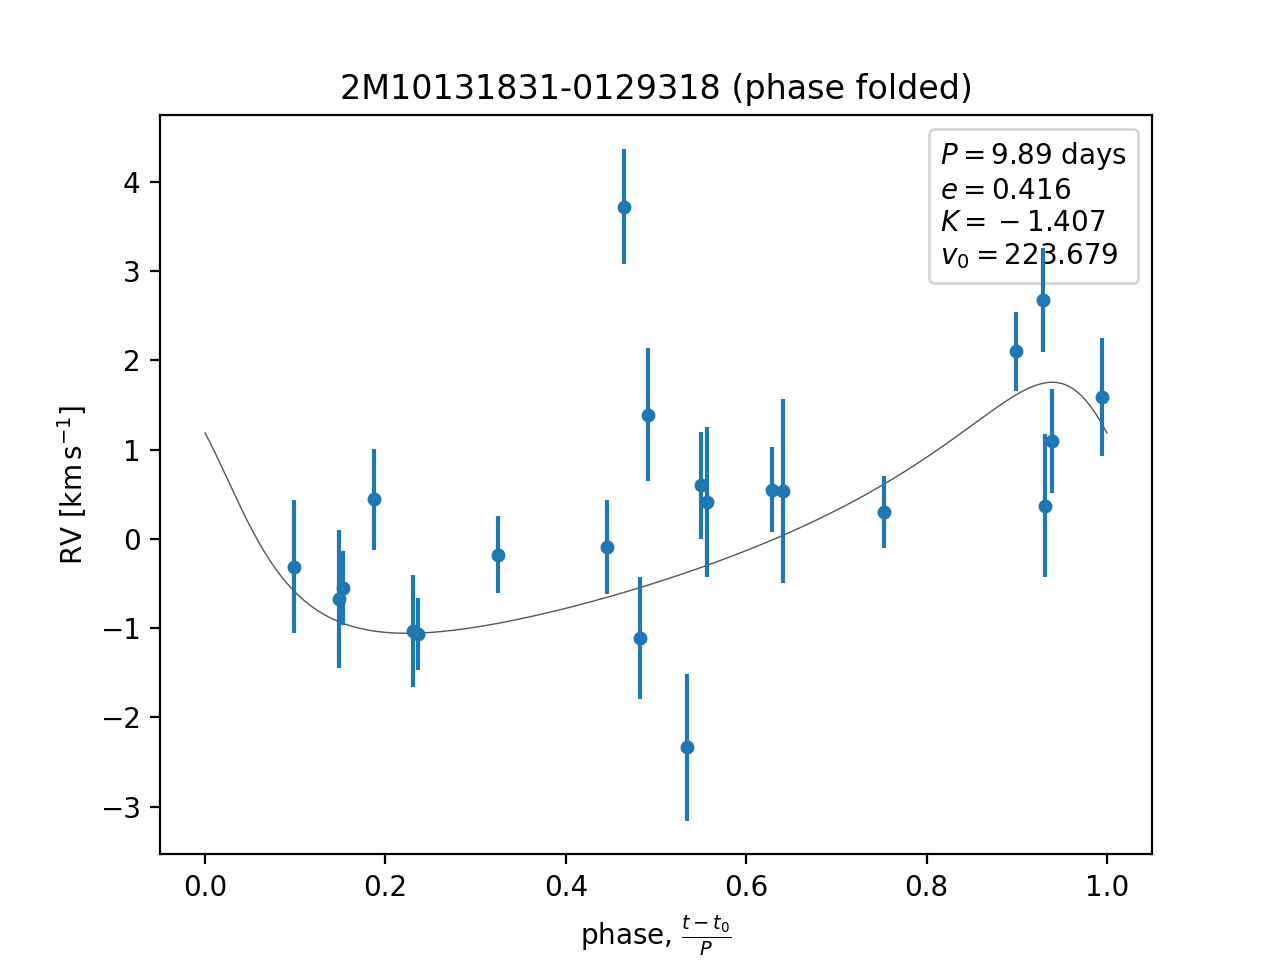 2M10131831-0129318 (phase folded)
P = 9.89 days
e = 0.416
K = −1.407
v₀ = 223.679
4
3
2
1
0
−1
−2
−3
RV [km s⁻¹]
0.0 0.2 0.4 0.6 0.8 1.0
phase, (t − t₀)/P